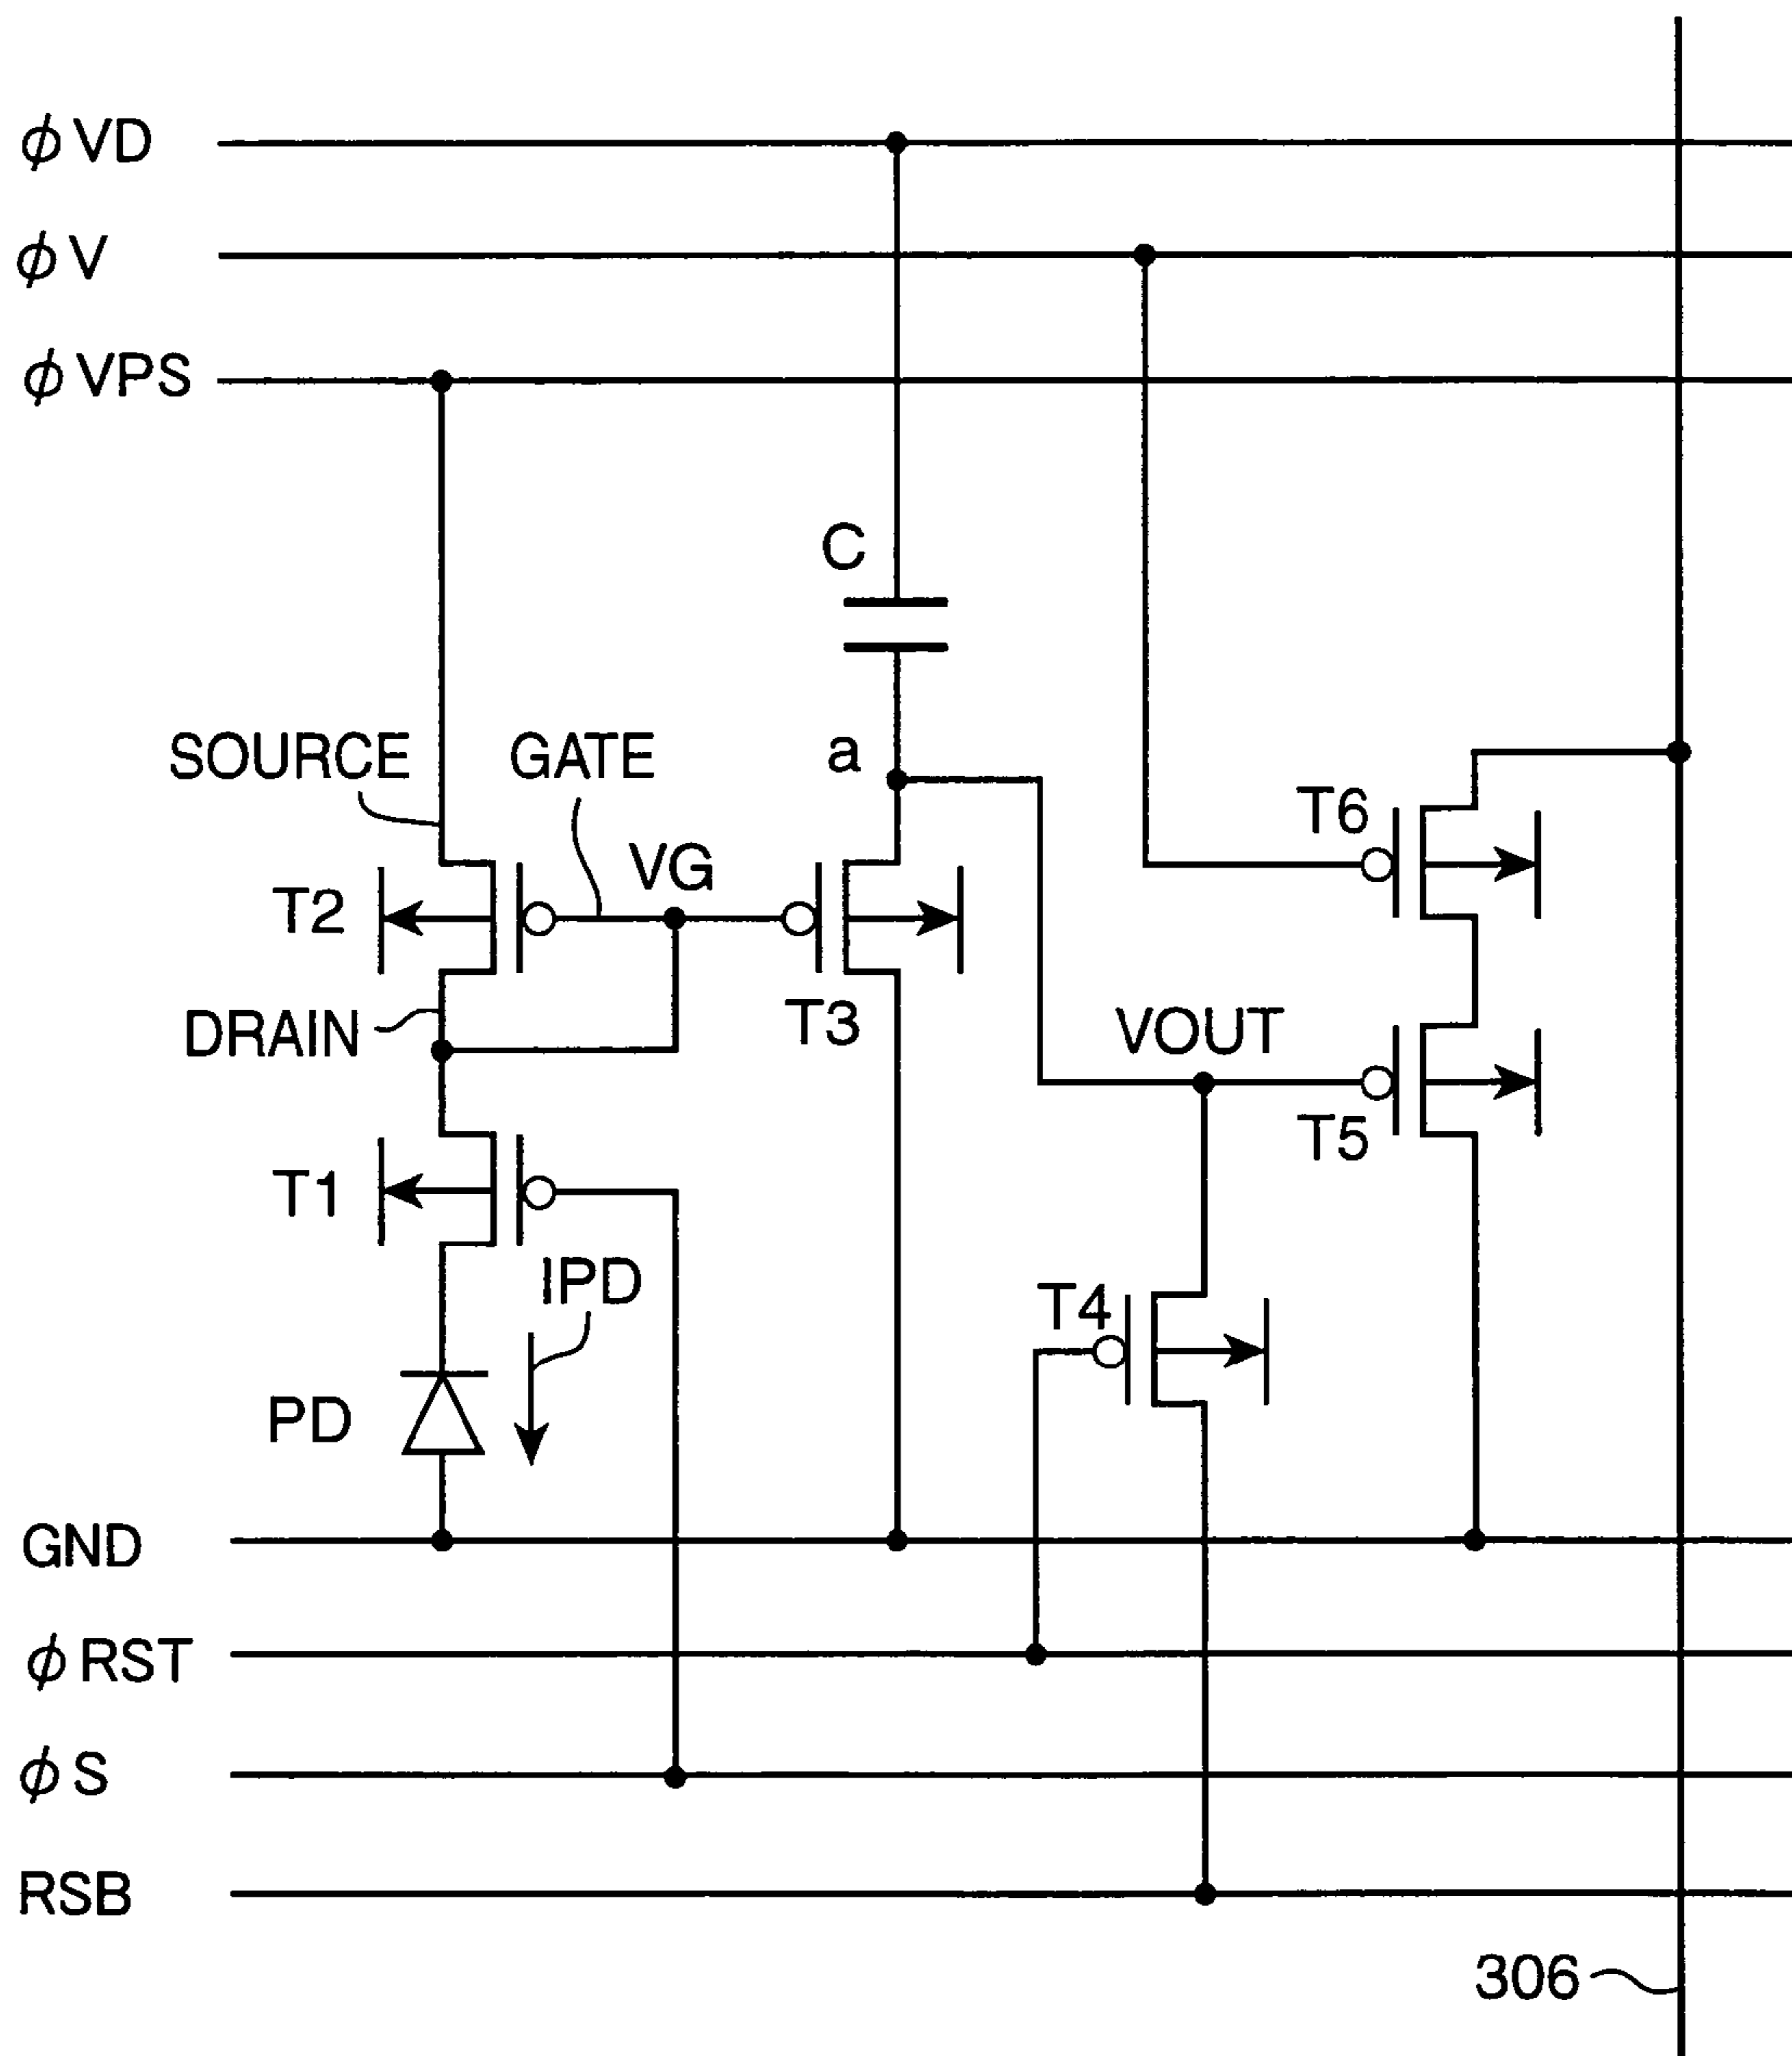 ϕVD
ϕV
ϕVPS
C
SOURCE
GATE
a
VG
T6
T2
T3
DRAIN
VOUT
T5
T1
IPD
T4
PD
GND
ϕRST
ϕS
RSB
306